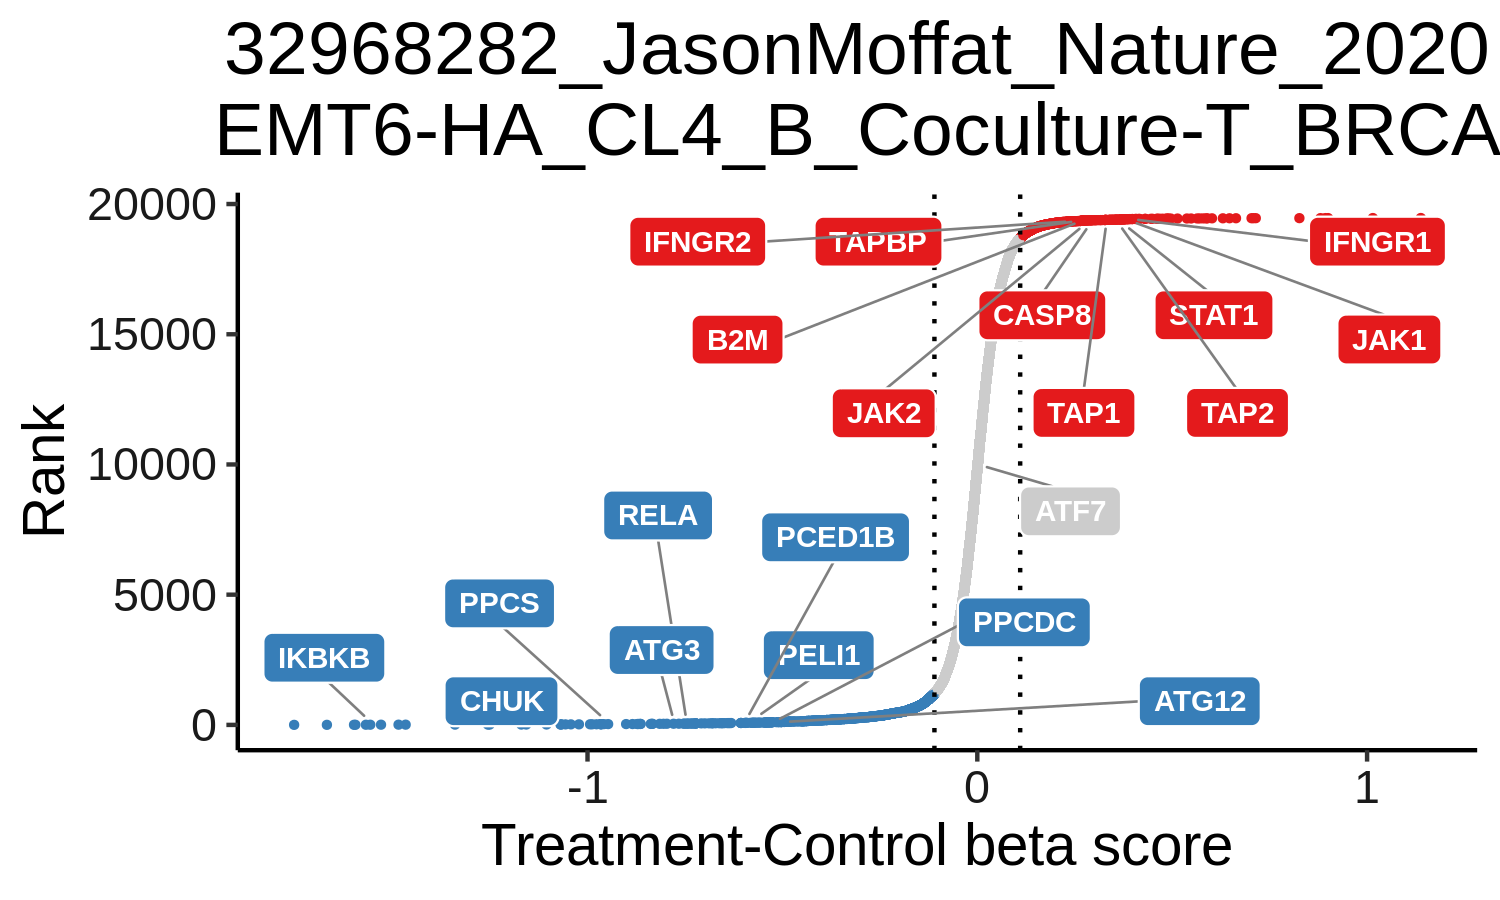 32968282_JasonMoffat_Nature_2020
EMT6-HA_CL4_B_Coculture-T_BRCA
20000
15000
10000
5000
0
Rank
IFNGR2
TAPBP
IFNGR1
CASP8
STAT1
B2M
JAK1
JAK2
TAP1
TAP2
ATF7
RELA
PCED1B
PPCS
PPCDC
ATG3
PELI1
IKBKB
CHUK
ATG12
-1
0
1
Treatment-Control beta score